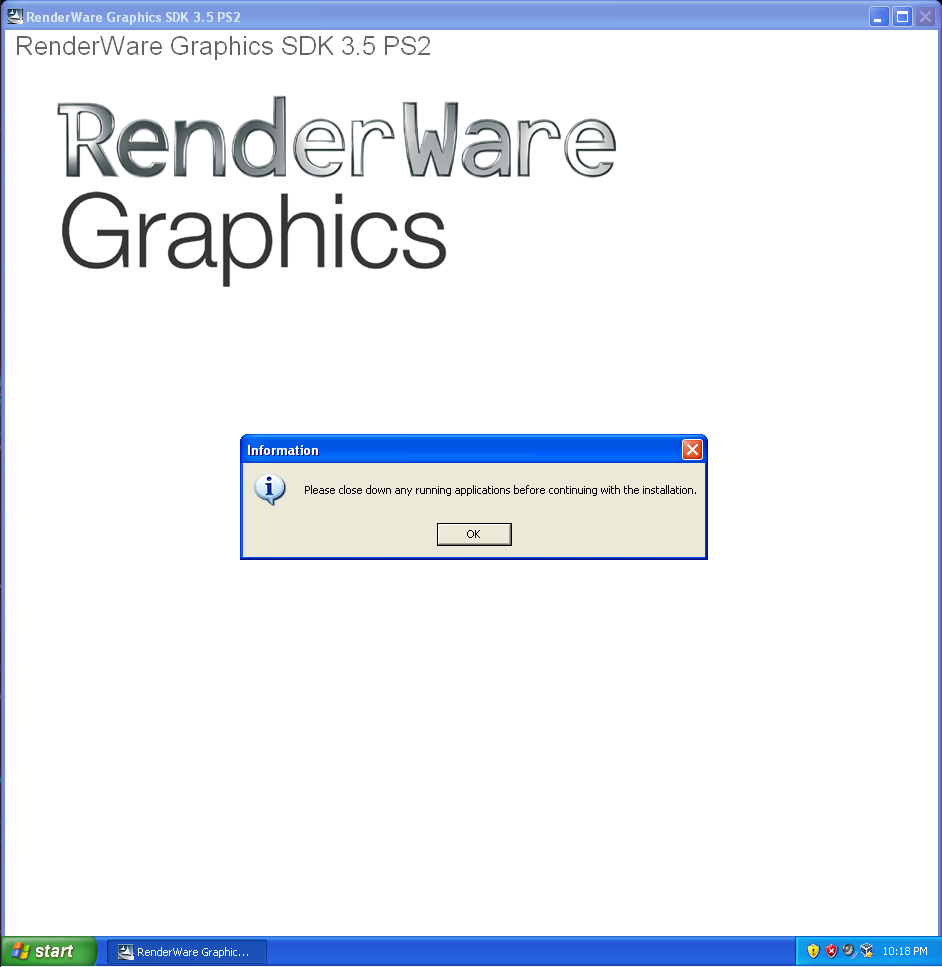 RenderWare Graphics SDK 3.5 PS2
RenderWare Graphics SDK 3.5 PS2
RenderWare
Graphics
Information
Please close down any running applications before continuing with the installation.
OK
start
RenderWare Graphic...
10:18 PM